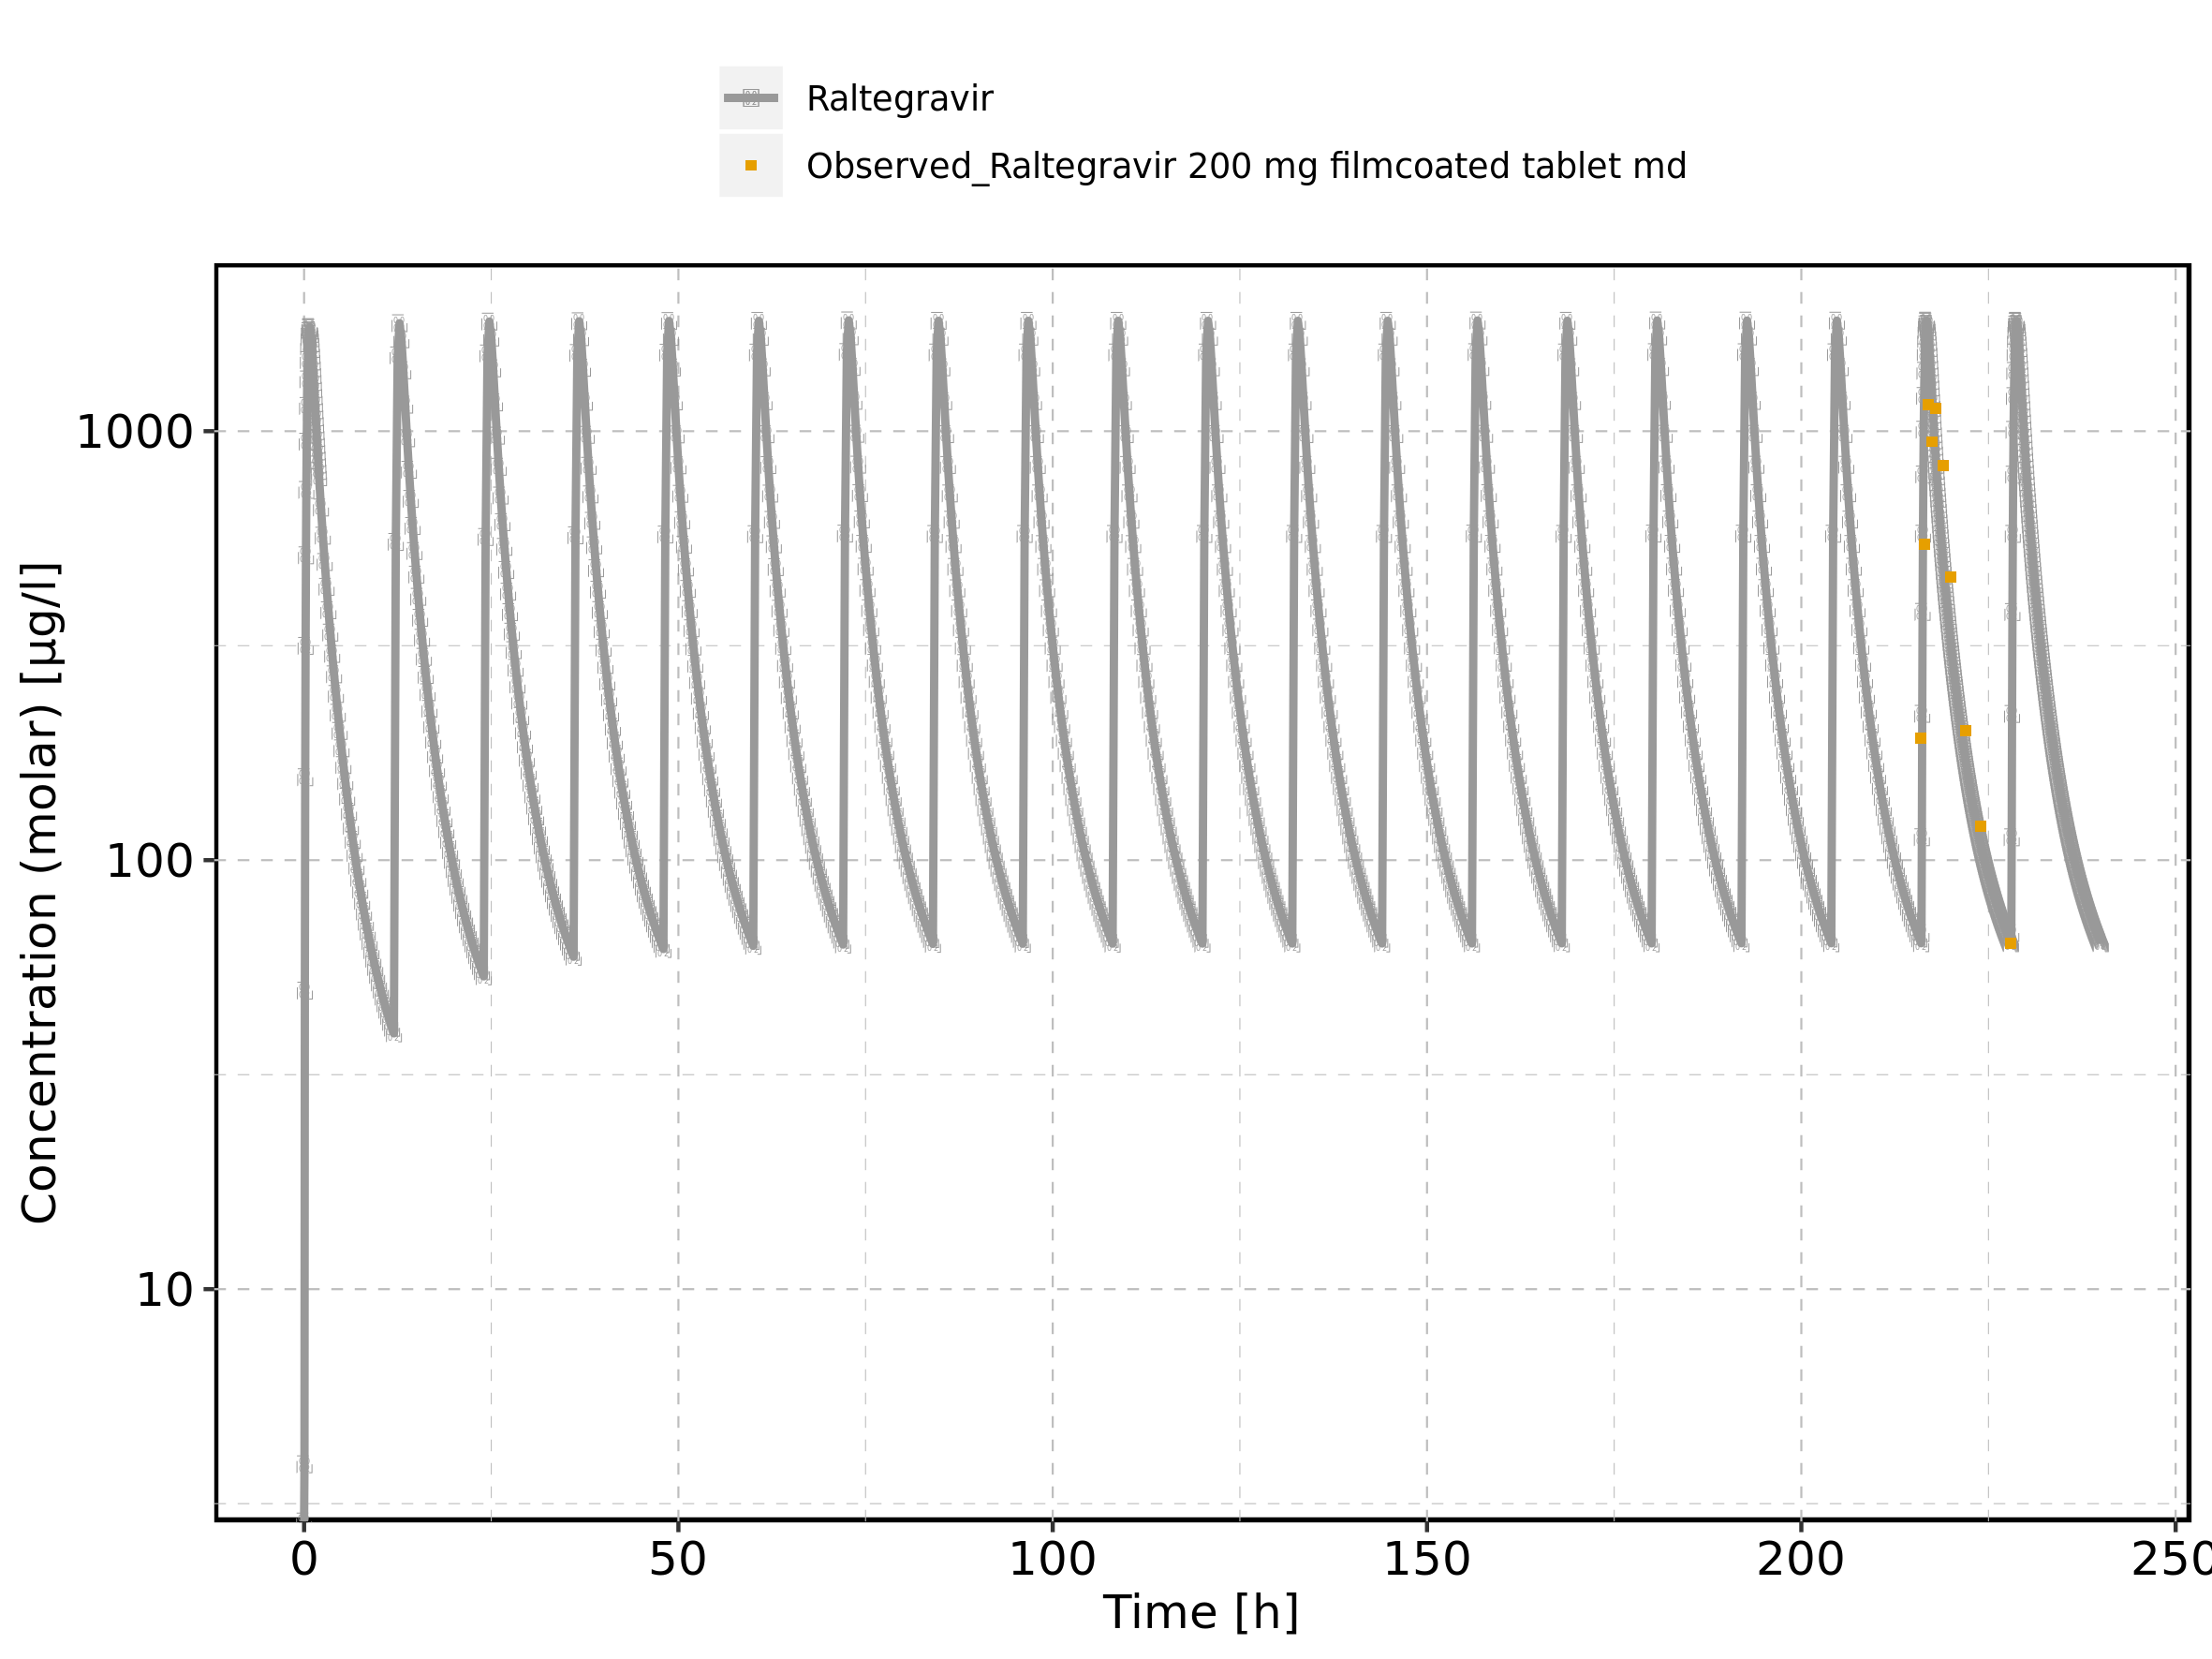 Raltegravir
Observed_Raltegravir 200 mg filmcoated tablet md
Concentration (molar) [µg/l]
1000
100
10
0 50 100 150 200 250
Time [h]